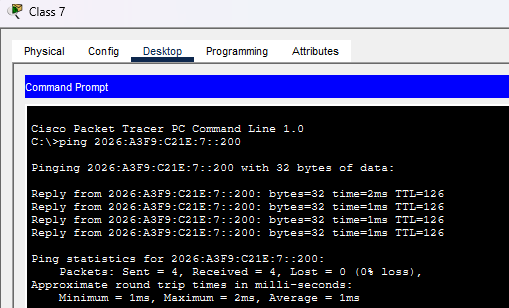 Class 7
Physical Config Desktop Programming Attributes
Command Prompt
Cisco Packet Tracer PC Command Line 1.0
C:\>ping 2026:A3F9:C21E:7::200
Pinging 2026:A3F9:C21E:7::200 with 32 bytes of data:
Reply from 2026:A3F9:C21E:7::200: bytes=32 time=2ms TTL=126
Reply from 2026:A3F9:C21E:7::200: bytes=32 time=1ms TTL=126
Reply from 2026:A3F9:C21E:7::200: bytes=32 time=1ms TTL=126
Reply from 2026:A3F9:C21E:7::200: bytes=32 time=1ms TTL=126
Ping statistics for 2026:A3F9:C21E:7::200:
Packets: Sent = 4, Received = 4, Lost = 0 (0% loss),
Approximate round trip times in milli-seconds:
Minimum = 1ms, Maximum = 2ms, Average = 1ms